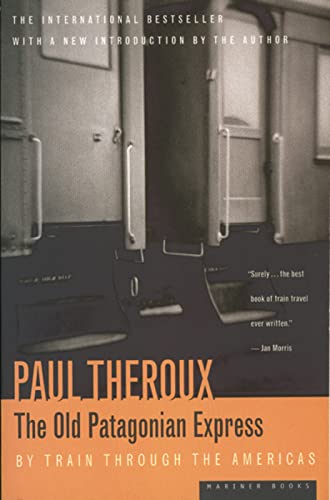 THE INTERNATIONAL BESTSELLER
WITH A NEW INTRODUCTION BY THE AUTHOR
"Surely...the best
book of train travel
ever written."
—Jan Morris
PAUL THEROUX
The Old Patagonian Express
BY TRAIN THROUGH THE AMERICAS
MARINER BOOKS